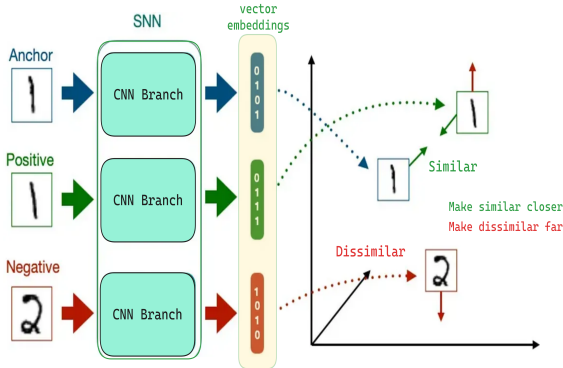 SNN
vector
embeddings
Anchor
1
CNN Branch
0
1
0
1
Positive
1
CNN Branch
0
1
1
1
Negative
2
CNN Branch
1
0
1
0
1
1
Similar
Make similar closer
Make dissimilar far
Dissimilar
2